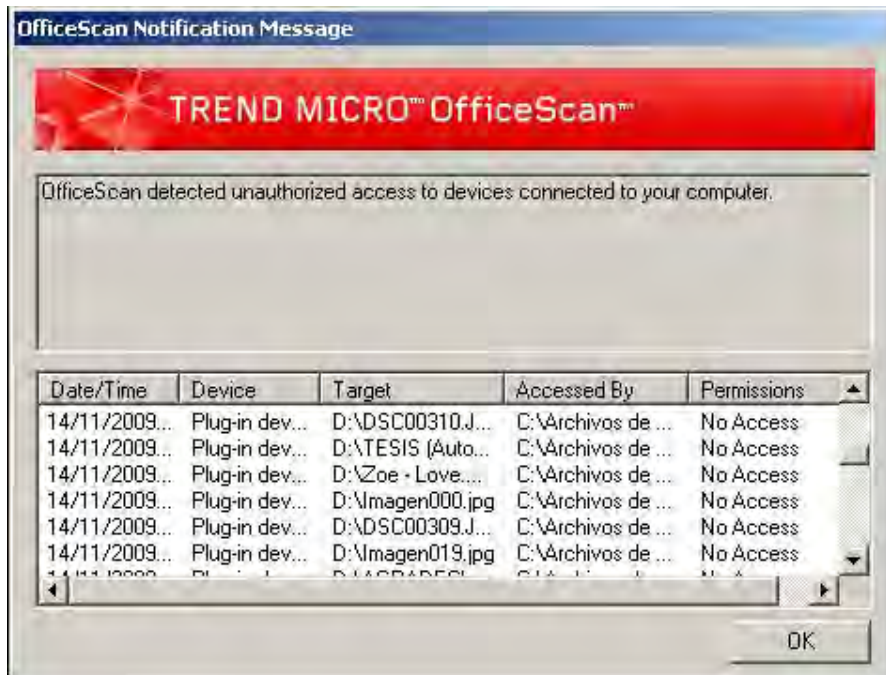 OfficeScan Notification Message
TREND MICRO™ OfficeScan™
OfficeScan detected unauthorized access to devices connected to your computer.
Date/Time Device Target Accessed By Permissions
14/11/2009... Plug-in dev... D:\DSC00310.J... C:\Archivos de ... No Access
14/11/2009... Plug-in dev... D:\TESIS (Auto... C:\Archivos de ... No Access
14/11/2009... Plug-in dev... D:\Zoe - Love.... C:\Archivos de ... No Access
14/11/2009... Plug-in dev... D:\Imagen000.jpg C:\Archivos de ... No Access
14/11/2009... Plug-in dev... D:\DSC00309.J... C:\Archivos de ... No Access
14/11/2009... Plug-in dev... D:\Imagen019.jpg C:\Archivos de ... No Access
OK